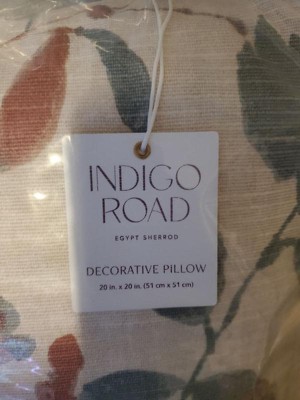 INDIGO
ROAD
EGYPT SHERROD
DECORATIVE PILLOW
20 in. x 20 in. (51 cm x 51 cm)